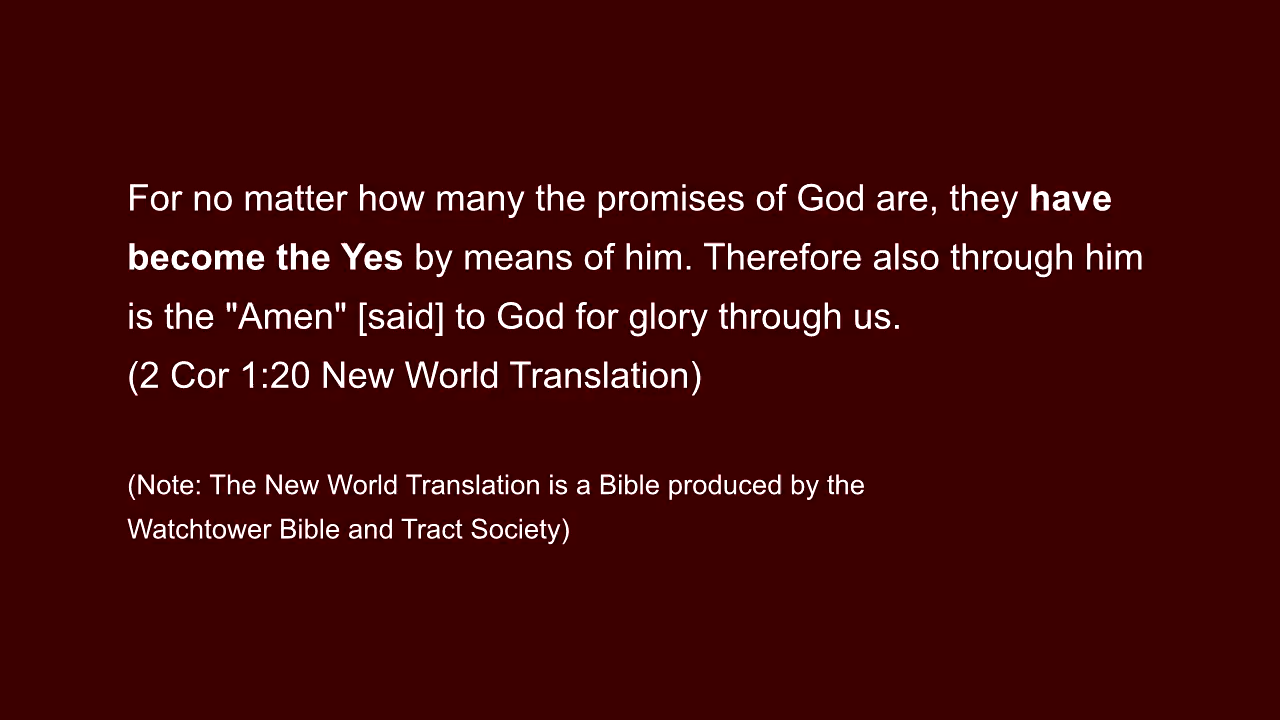 For no matter how many the promises of God are, they have
become the Yes by means of him. Therefore also through him
is the "Amen" [said] to God for glory through us.
(2 Cor 1:20 New World Translation)
(Note: The New World Translation is a Bible produced by the
Watchtower Bible and Tract Society)